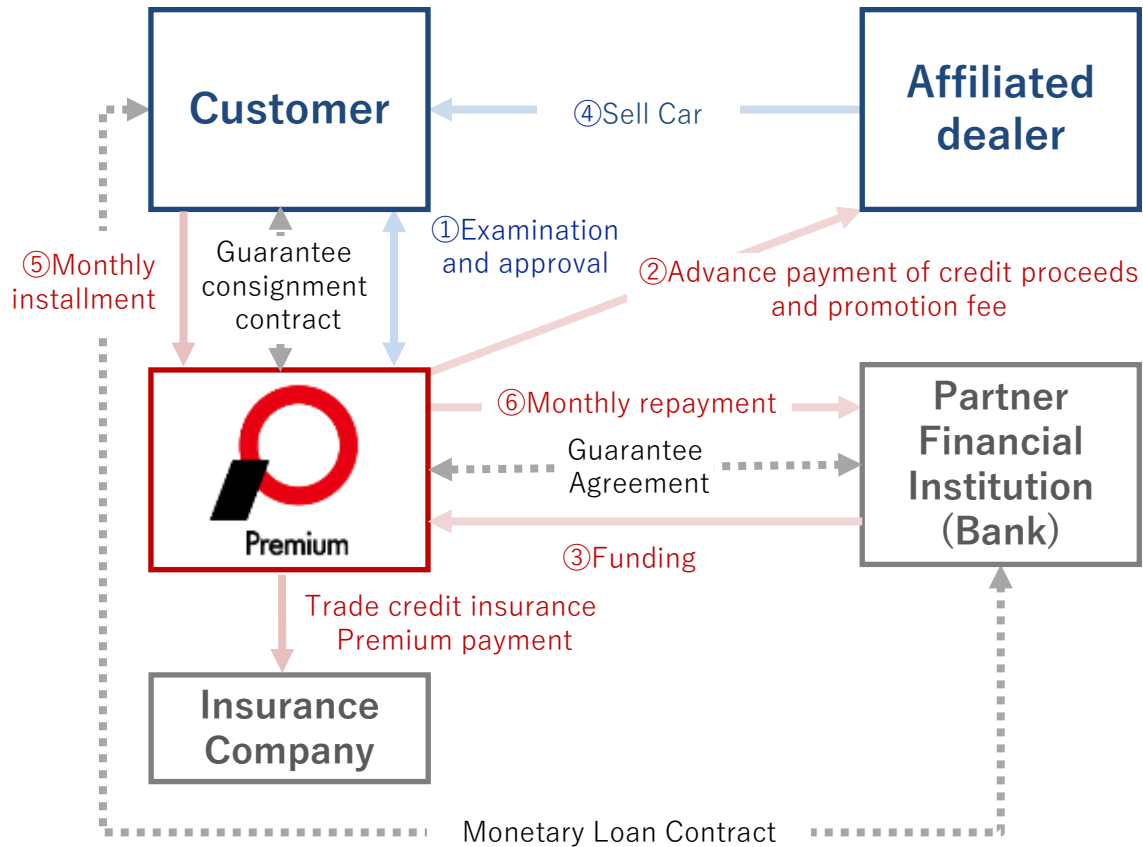 Customer
Affiliated
dealer
④Sell Car
①Examination
and approval
⑤Monthly
installment
Guarantee
consignment
contract
②Advance payment of credit proceeds
and promotion fee
Premium
⑥Monthly repayment
Guarantee
Agreement
③Funding
Partner
Financial
Institution
(Bank)
Trade credit insurance
Premium payment
Insurance
Company
Monetary Loan Contract